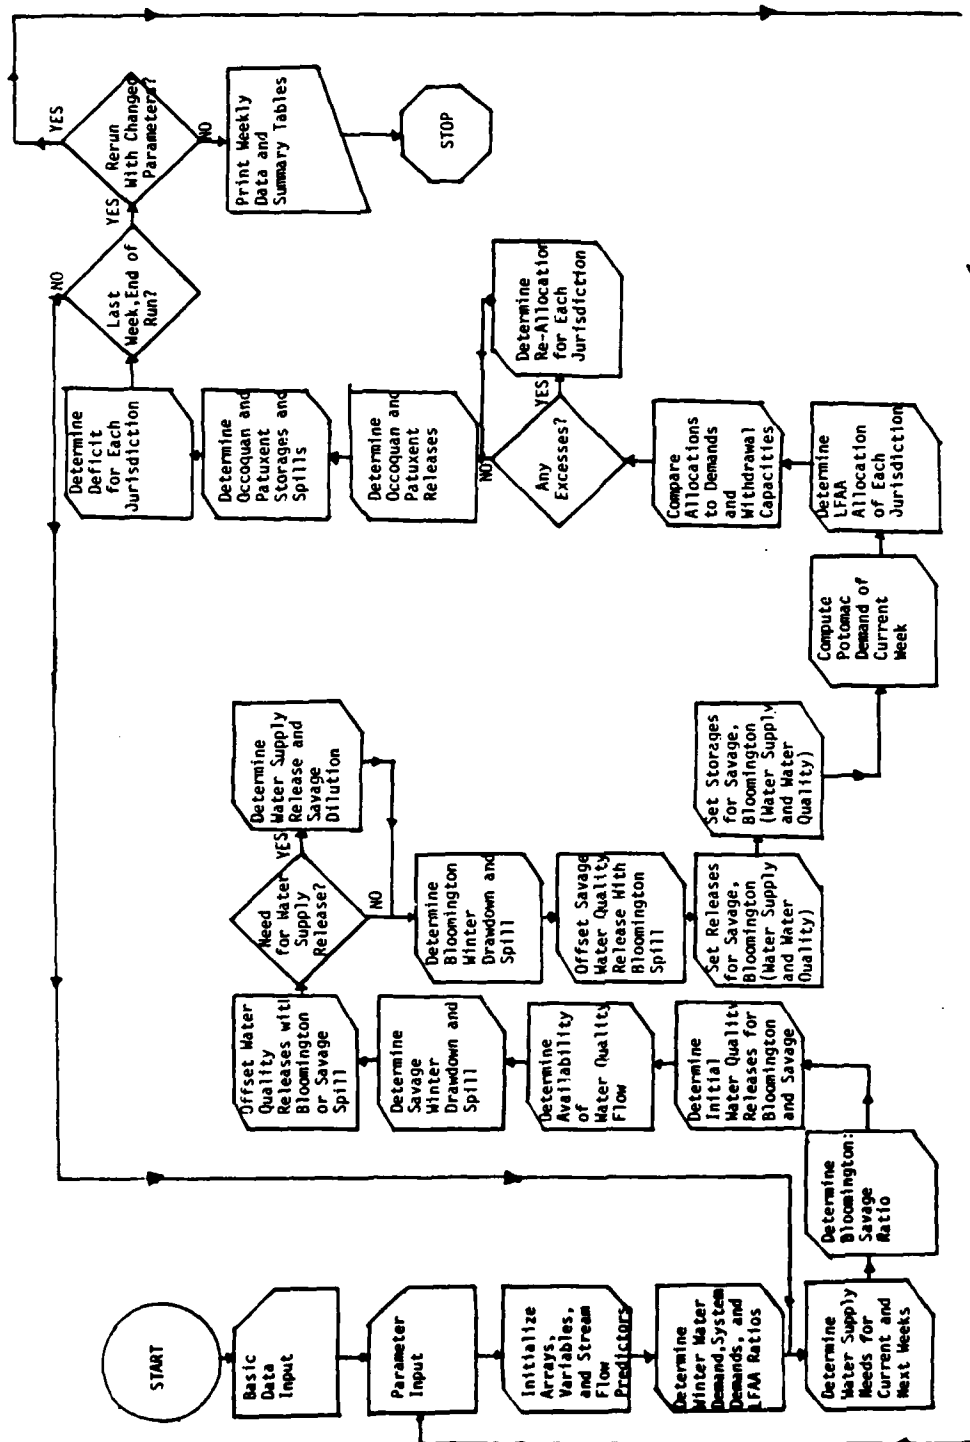 START
Basic
Data
Input
Parameter
Input
Initialize
Arrays,
Variables,
and Stream
Flow
Predictors
Determine
Winter Water
Demand,System
Demands, and
LFAA Ratios
Determine
Water Supply
Needs for
Current and
Next Weeks
Determine
Bloomington:
Savage
Ratio
Determine
Initial
Water Quality
Releases for
Bloomington
and Savage
Determine
Availability
of
Water Quality
Flow
Determine
Savage
Winter
Drawdown and
Spill
Offset Water
Quality
Releases with
Bloomington
or Savage
Spill
Need
for Water
Supply
Release?
YES
NO
Determine
Water Supply
Release and
Savage
Dilution
Determine
Bloomington
Winter
Drawdown and
Spill
Offset Savage
Water Quality
Release With
Bloomington
Spill
Set Releases
for Savage,
Bloomington
(Water Supply
and Water
Quality)
Set Storages
for Savage,
Bloomington
(Water Supply
and Water
Quality)
Compute
Potomac
Demand of
Current
Week
Determine
LFAA
Allocation
of Each
Jurisdiction
Compare
Allocations
to Demands
and
Withdrawal
Capacities
Any
Excesses?
YES
NO
Determine
Re-Allocation
for Each
Jurisdiction
Determine
Occoquan and
Patuxent
Releases
Determine
Occoquan and
Patuxent
Storages and
Spills
Determine
Deficit
for Each
Jurisdiction
Last
Week,End of
Run?
NO
YES
Rerun
With Changed
Parameters?
YES
NO
Print Weekly
Data and
Summary Tables
STOP